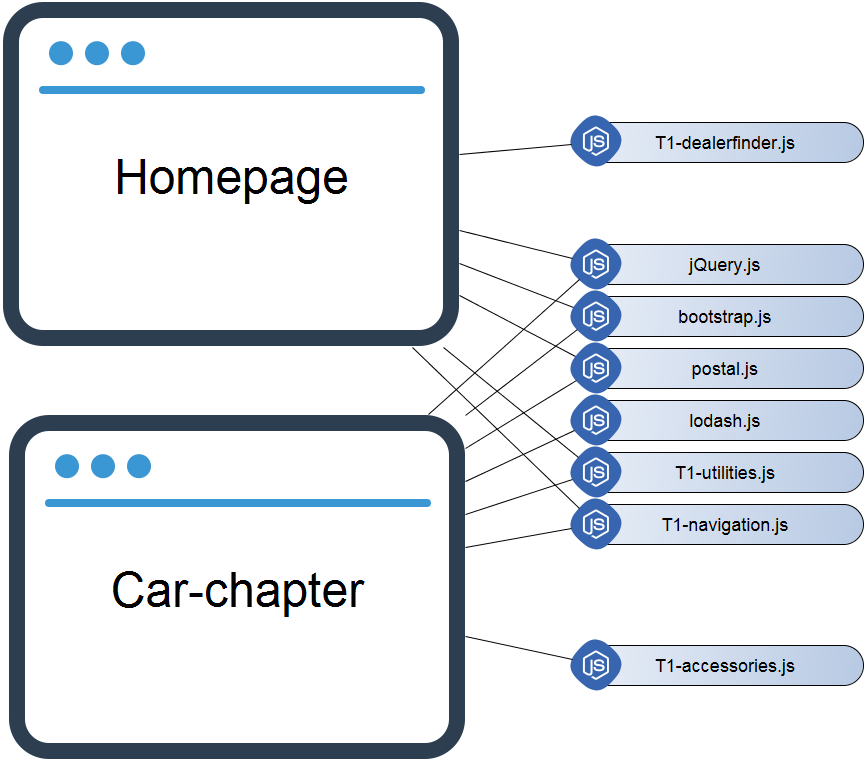 Homepage
JS T1-dealerfinder.js
JS jQuery.js
JS bootstrap.js
JS postal.js
JS lodash.js
JS T1-utilities.js
JS T1-navigation.js
Car-chapter
JS T1-accessories.js